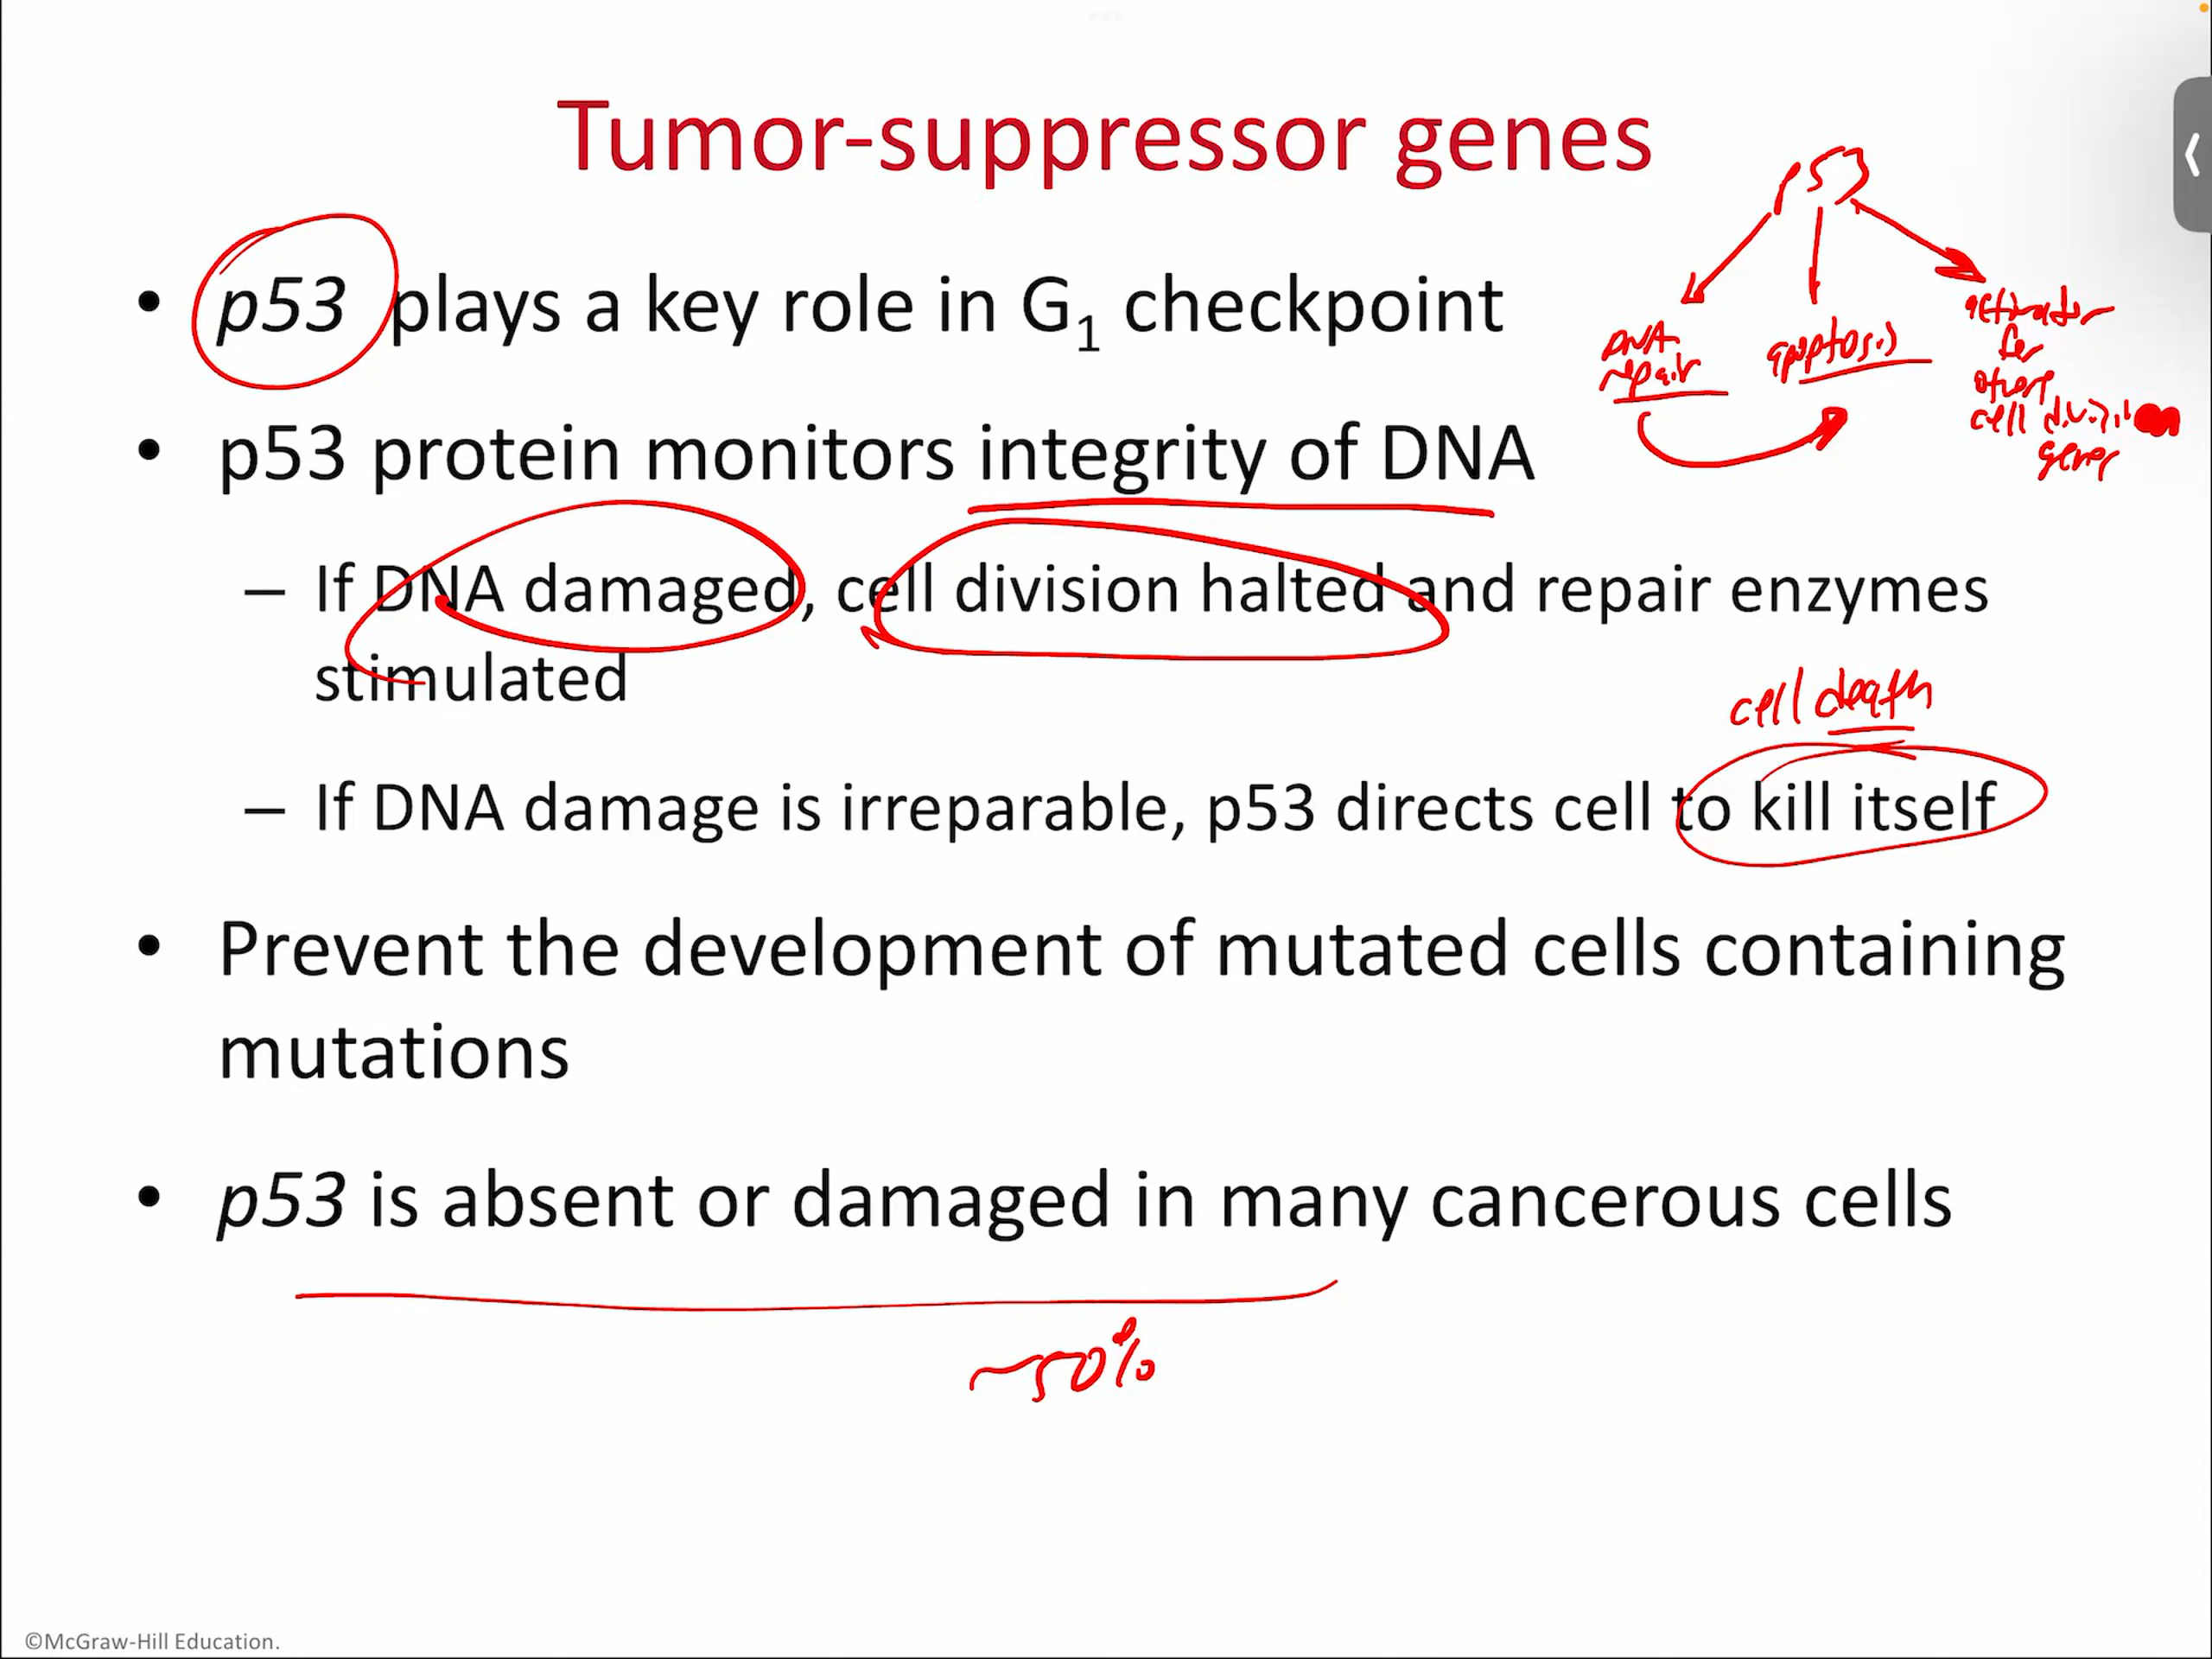 Tumor-suppressor genes
p53
• p53 plays a key role in G₁ checkpoint
DNA
repair
apoptosis
activator
for
other
cell division
genes
• p53 protein monitors integrity of DNA
– If DNA damaged, cell division halted and repair enzymes
stimulated
cell death
– If DNA damage is irreparable, p53 directs cell to kill itself
• Prevent the development of mutated cells containing
mutations
• p53 is absent or damaged in many cancerous cells
~50%
©McGraw-Hill Education.